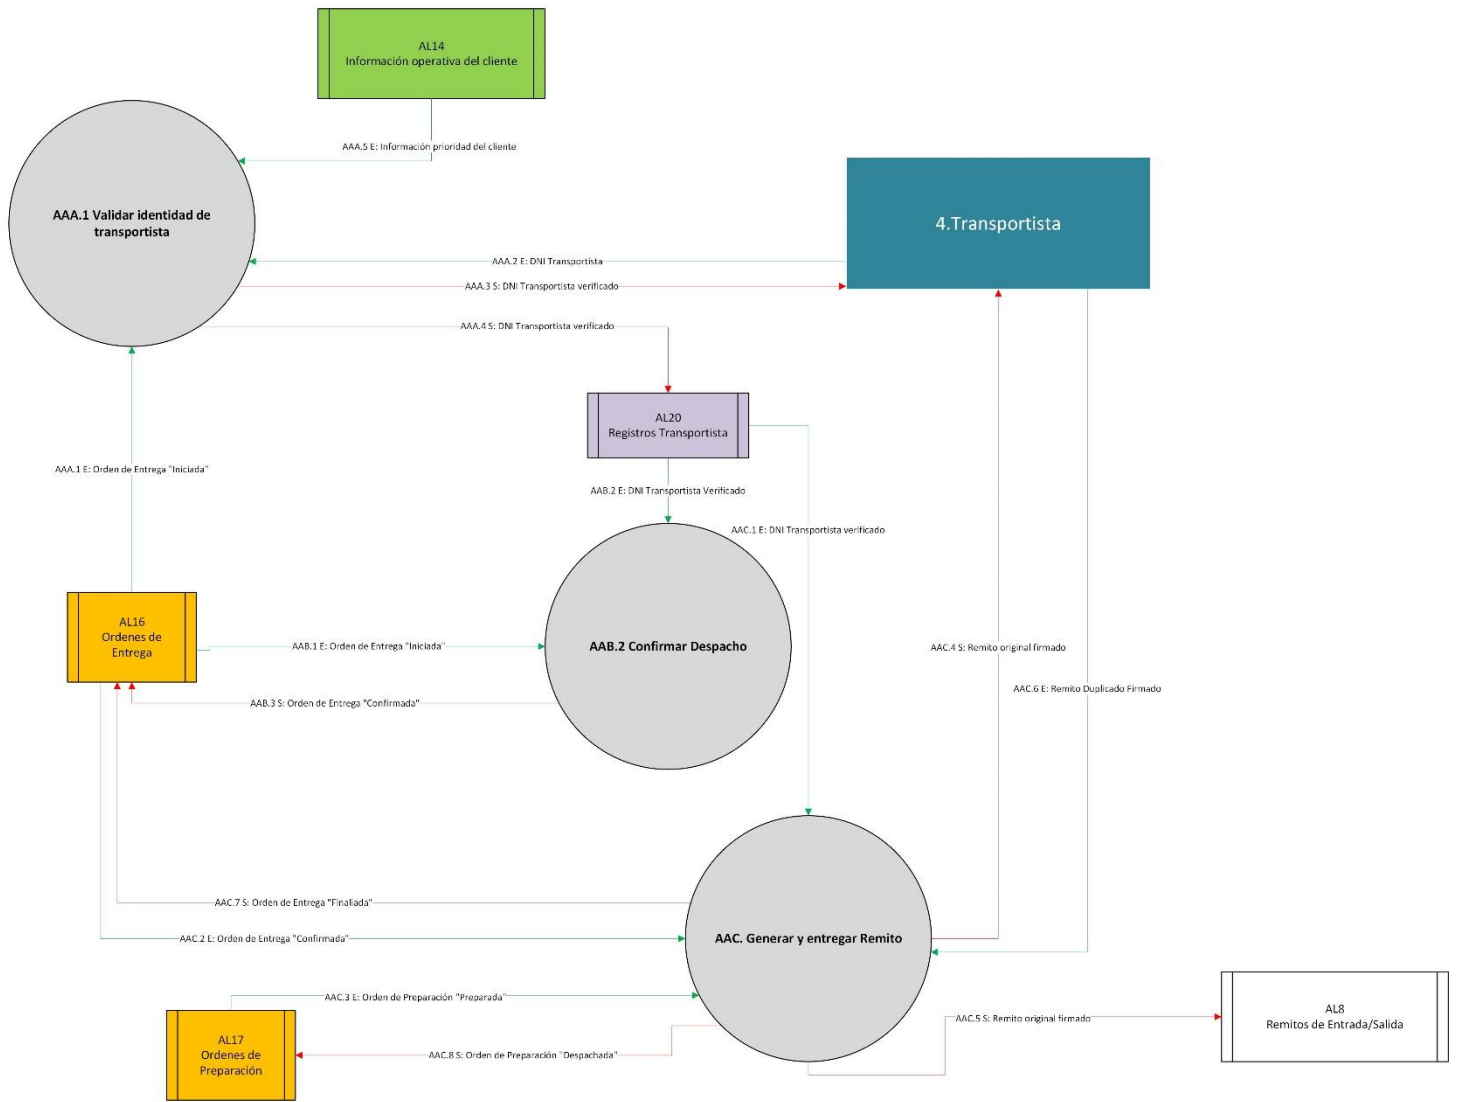 AL14
Información operativa del cliente
AAA.5 E: Información prioridad del cliente
AAA.1 Validar identidad de
transportista
4.Transportista
AAA.2 E: DNI Transportista
AAA.3 S: DNI Transportista verificado
AAA.4 S: DNI Transportista verificado
AL20
Registros Transportista
AAA.1 E: Orden de Entrega "Iniciada"
AAB.2 E: DNI Transportista Verificado
AAC.1 E: DNI Transportista verificado
AL16
Ordenes de
Entrega
AAB.1 E: Orden de Entrega "Iniciada"
AAB.2 Confirmar Despacho
AAC.4 S: Remito original firmado
AAC.6 E: Remito Duplicado Firmado
AAB.3 S: Orden de Entrega "Confirmada"
AAC.7 S: Orden de Entrega "Finaliada"
AAC.2 E: Orden de Entrega "Confirmada"
AAC. Generar y entregar Remito
AAC.3 E: Orden de Preparación "Preparada"
AL17
Ordenes de
Preparación
AAC.8 S: Orden de Preparación "Despachada"
AAC.5 S: Remito original firmado
AL8
Remitos de Entrada/Salida